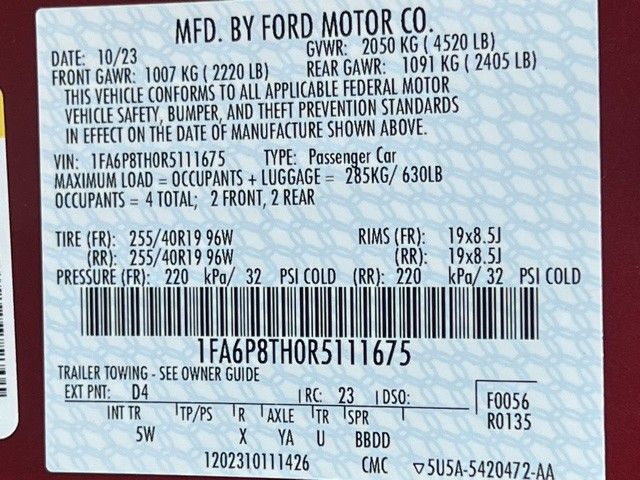 MFD. BY FORD MOTOR CO.
DATE: 10/23 GVWR: 2050 KG ( 4520 LB)
FRONT GAWR: 1007 KG ( 2220 LB) REAR GAWR: 1091 KG ( 2405 LB)
THIS VEHICLE CONFORMS TO ALL APPLICABLE FEDERAL MOTOR
VEHICLE SAFETY, BUMPER, AND THEFT PREVENTION STANDARDS
IN EFFECT ON THE DATE OF MANUFACTURE SHOWN ABOVE.
VIN: 1FA6P8TH0R5111675 TYPE: Passenger Car
MAXIMUM LOAD = OCCUPANTS + LUGGAGE = 285KG/ 630LB
OCCUPANTS = 4 TOTAL; 2 FRONT, 2 REAR
TIRE (FR): 255/40R19 96W RIMS (FR): 19x8.5J
(RR): 255/40R19 96W (RR): 19x8.5J
PRESSURE (FR): 220 kPa/ 32 PSI COLD (RR): 220 kPa/ 32 PSI COLD
1FA6P8TH0R5111675
TRAILER TOWING - SEE OWNER GUIDE
EXT PNT: D4 RC: 23 DSO: F0056
INT TR TP/PS R AXLE TR SPR R0135
5W X YA U BBDD
1202310111426 CMC ▽5U5A-5420472-AA